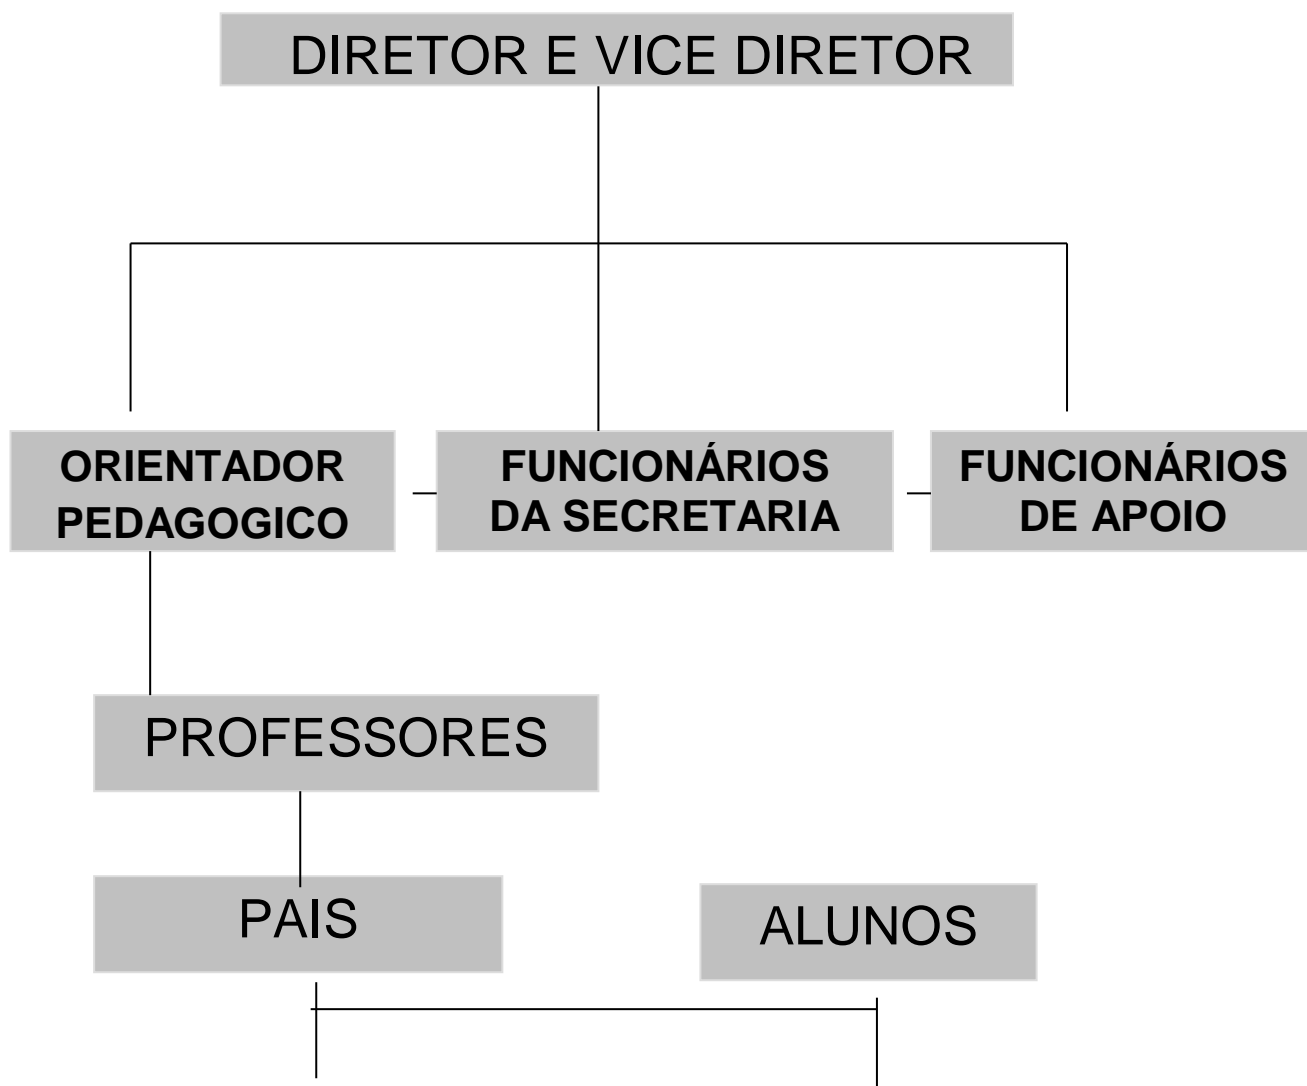 DIRETOR E VICE DIRETOR
ORIENTADOR
PEDAGOGICO
FUNCIONÁRIOS
DA SECRETARIA
FUNCIONÁRIOS
DE APOIO
PROFESSORES
PAIS
ALUNOS